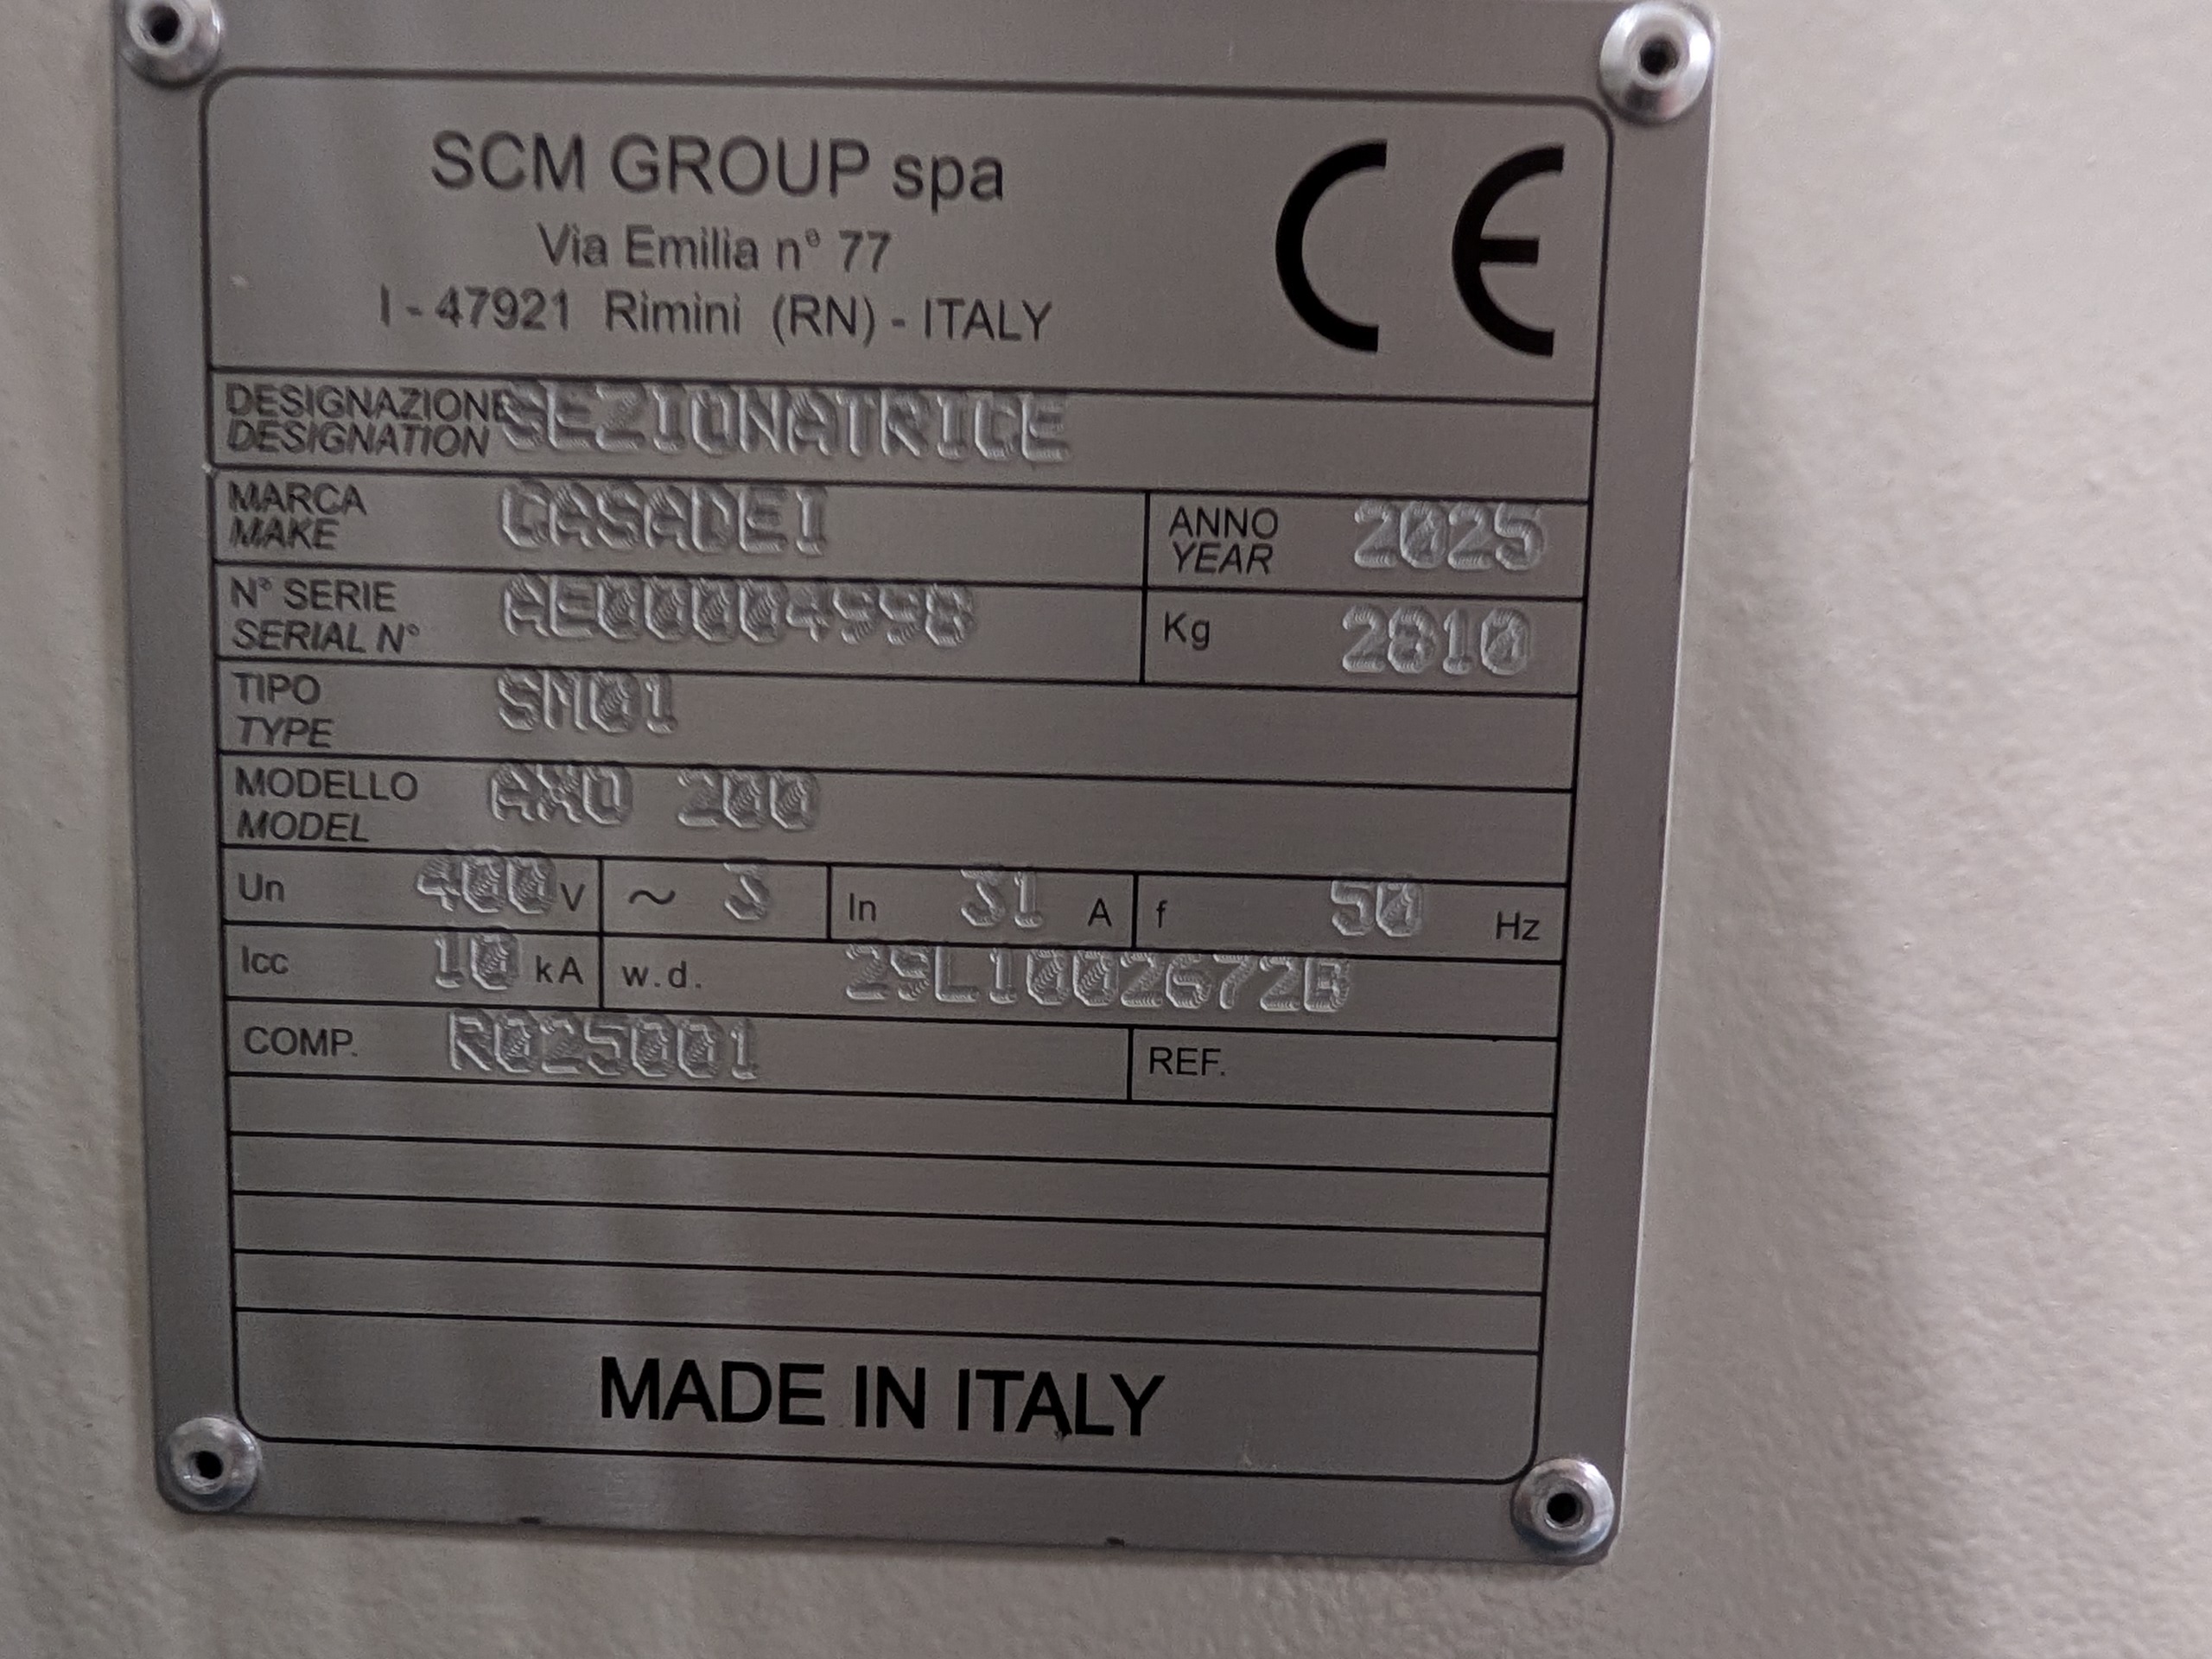 SCM GROUP spa
Via Emilia n° 77
I - 47921 Rimini (RN) - ITALY
CE
DESIGNAZIONE SEZIONATRICE
DESIGNATION
MARCA CASADEI
MAKE
ANNO 2025
YEAR
N° SERIE AE00004998
SERIAL N°
Kg 2810
TIPO SM01
TYPE
MODELLO AXO 200
MODEL
Un 400 V ~ 3 In 31 A f 50 Hz
Icc 10 kA w.d. 29L1002672B
COMP. R025001 REF.
MADE IN ITALY